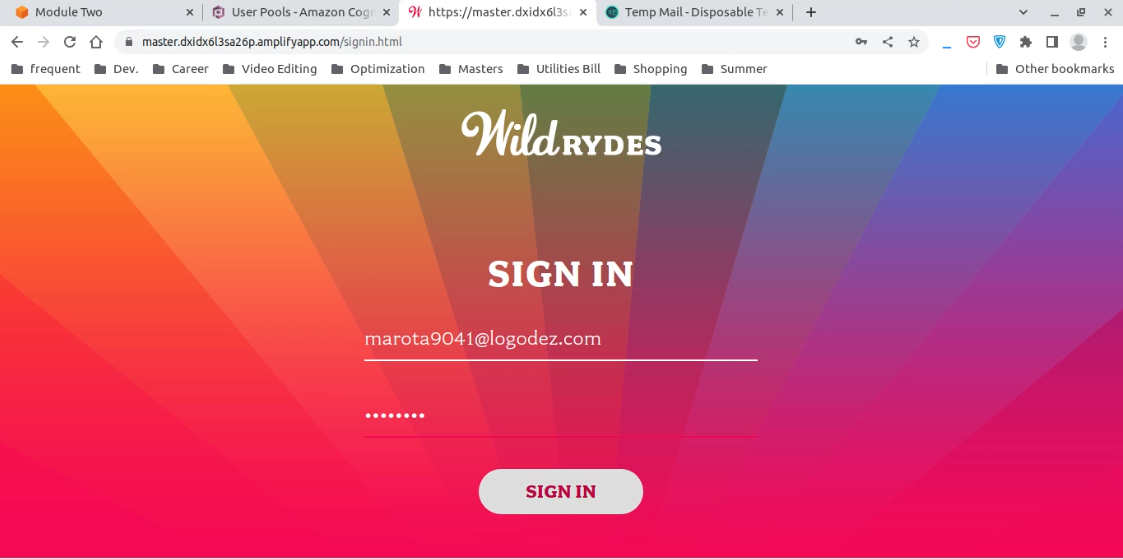 Module Two
User Pools - Amazon Cogn
https://master.dxidx6l3sa
Temp Mail - Disposable Te
master.dxidx6l3sa26p.amplifyapp.com/signin.html
frequent Dev. Career Video Editing Optimization Masters Utilities Bill Shopping Summer Other bookmarks
Wild RYDES
SIGN IN
marota9041@logodez.com
••••••••
SIGN IN